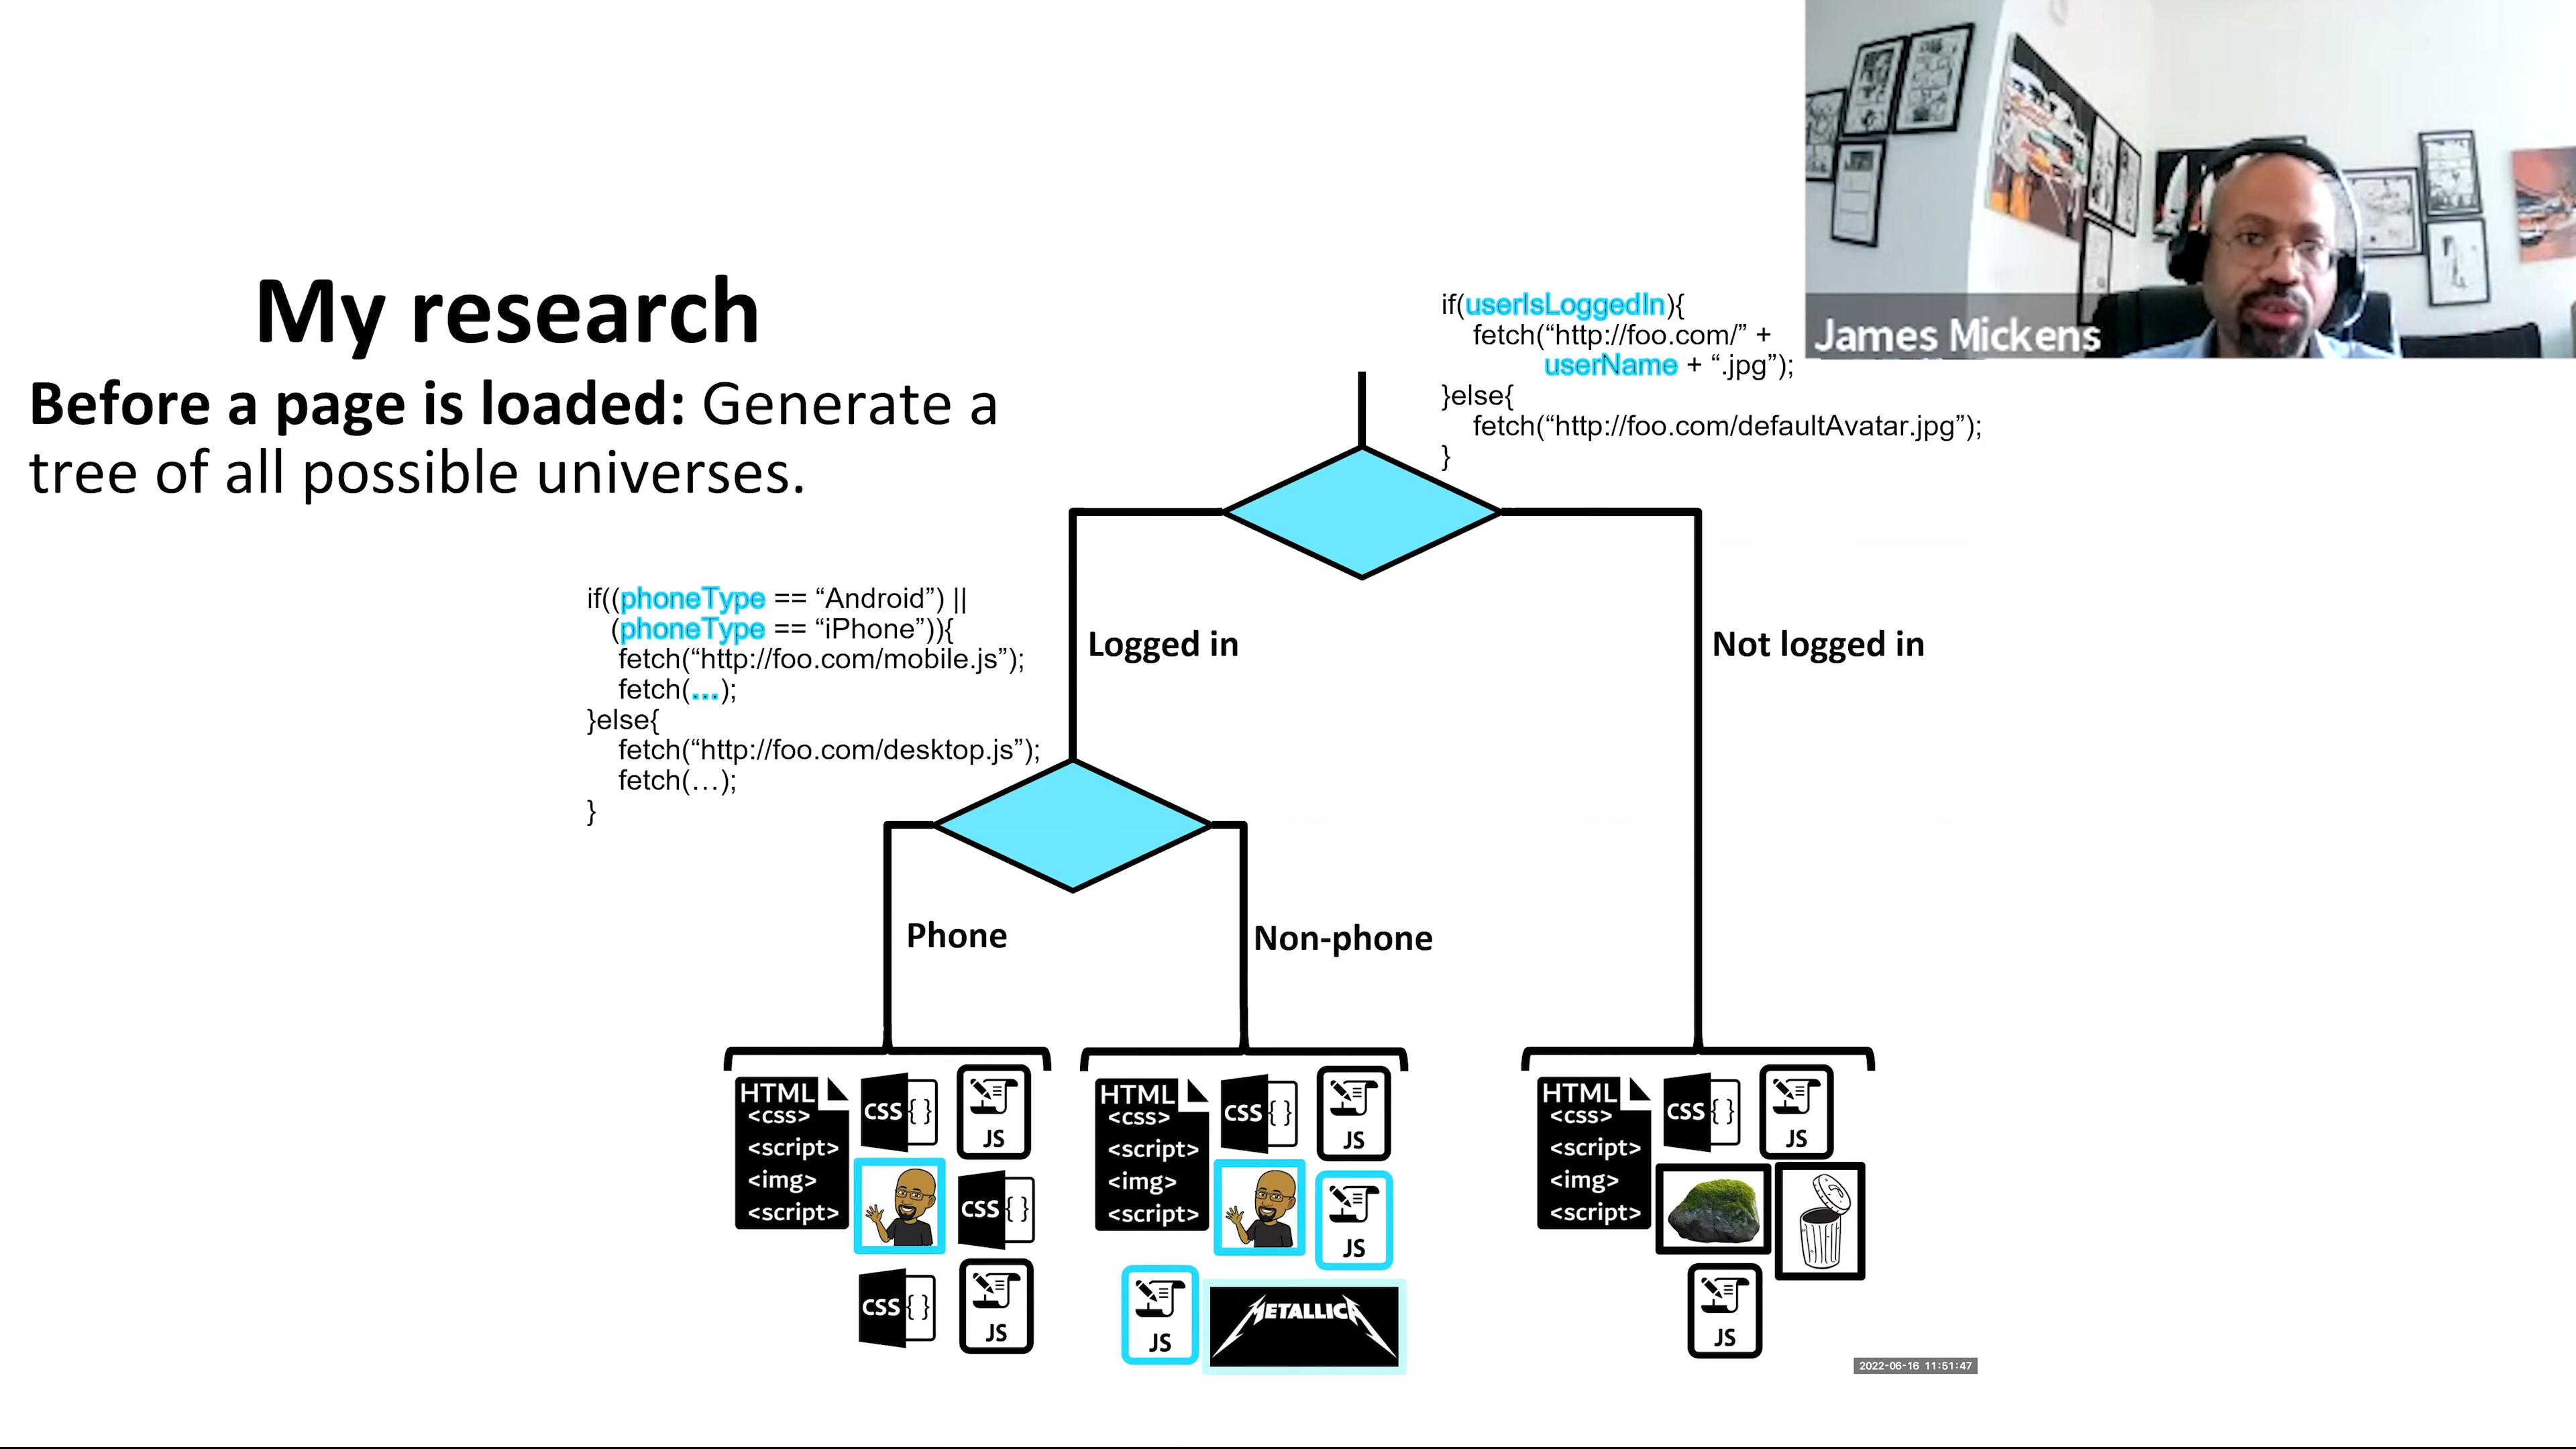 My research
Before a page is loaded: Generate a
tree of all possible universes.
James Mickens
if(userIsLoggedIn){
fetch(“http://foo.com/” +
userName + “.jpg”);
}else{
fetch(“http://foo.com/defaultAvatar.jpg”);
}
if((phoneType == “Android”) ||
(phoneType == “iPhone”)){
fetch(“http://foo.com/mobile.js”);
fetch(...);
}else{
fetch(“http://foo.com/desktop.js”);
fetch(…);
}
Logged in
Not logged in
Phone
Non-phone
HTML
<css>
<script>
<img>
<script>
CSS {}
JS
CSS {}
CSS {}
JS
HTML
<css>
<script>
<img>
<script>
CSS {}
JS
JS
JS
METALLICA
HTML
<css>
<script>
<img>
<script>
CSS {}
JS
JS
2022-06-16 11:51:47